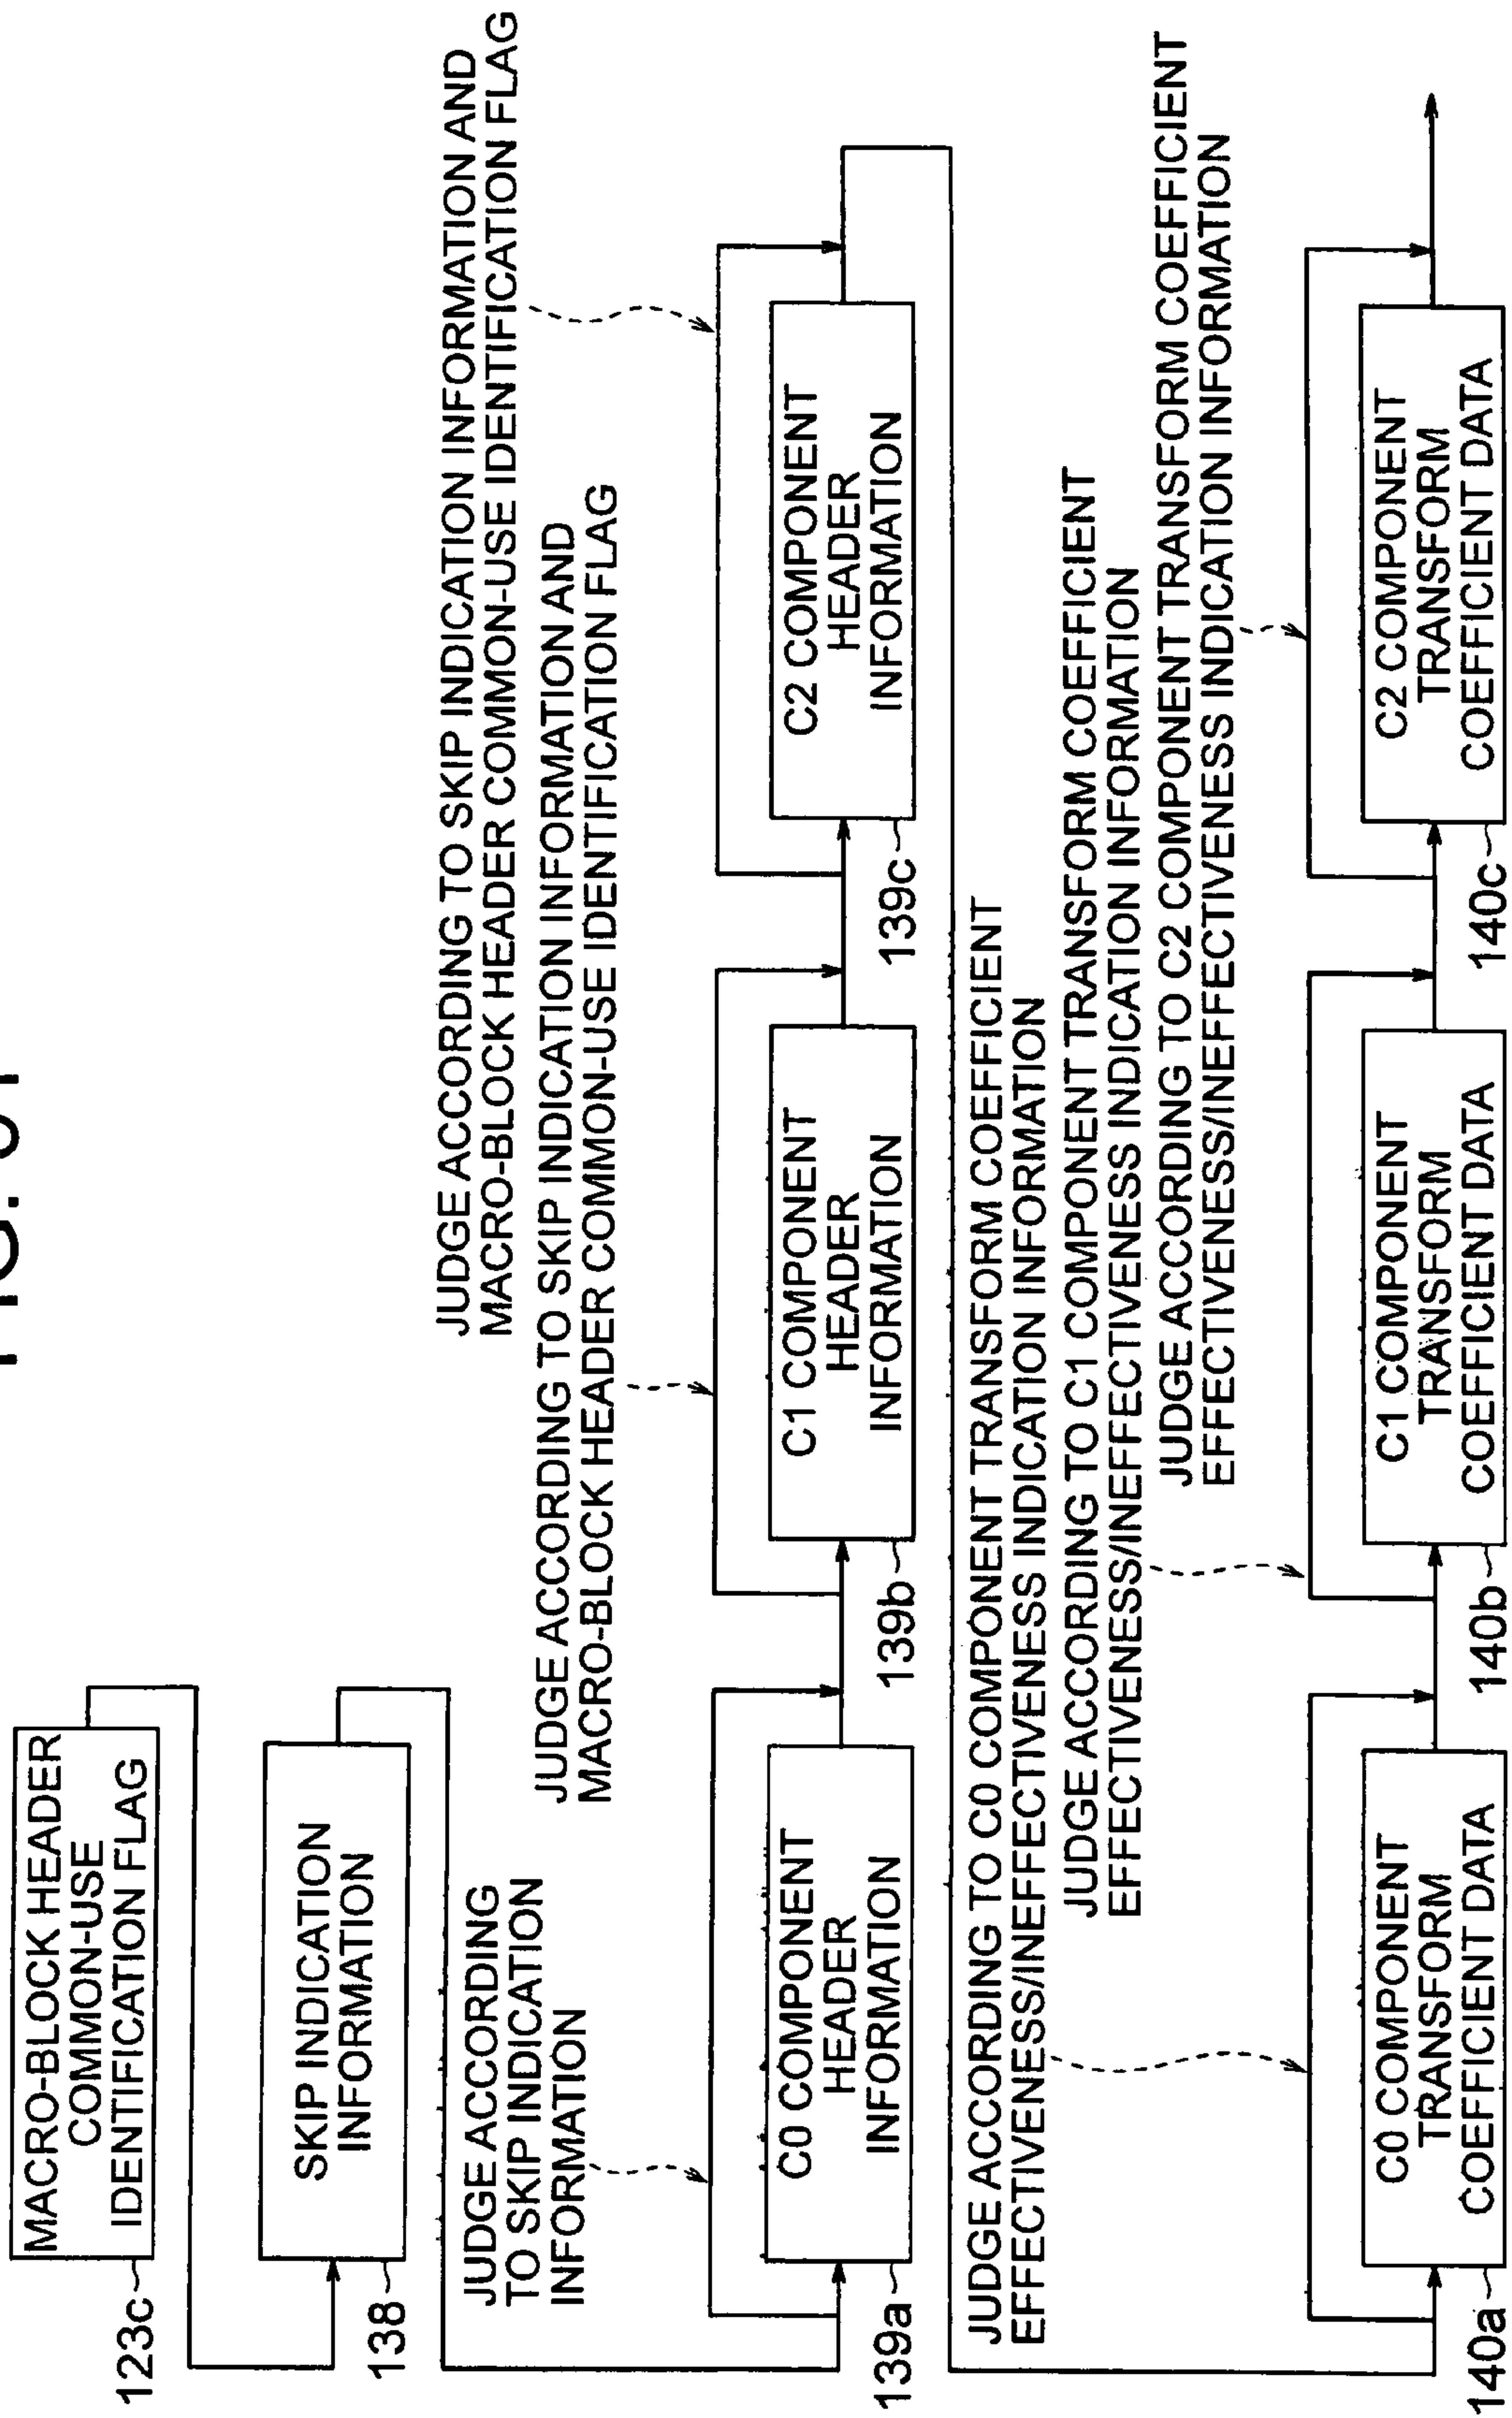 FIG.
MACRO-BLOCK HEADER
COMMON-USE
IDENTIFICATION FLAG
123c
SKIP INDICATION
INFORMATION
138
JUDGE ACCORDING
TO SKIP INDICATION
INFORMATION
JUDGE ACCORDING TO SKIP INDICATION INFORMATION AND
MACRO-BLOCK HEADER COMMON-USE IDENTIFICATION FLAG
JUDGE ACCORDING TO SKIP INDICATION INFORMATION AND
MACRO-BLOCK HEADER COMMON-USE IDENTIFICATION FLAG
C0 COMPONENT
HEADER
INFORMATION
139a
C1 COMPONENT
HEADER
INFORMATION
139b
C2 COMPONENT
HEADER
INFORMATION
139c
JUDGE ACCORDING TO C0 COMPONENT TRANSFORM COEFFICIENT
EFFECTIVENESS/INEFFECTIVENESS INDICATION INFORMATION
JUDGE ACCORDING TO C1 COMPONENT TRANSFORM COEFFICIENT
EFFECTIVENESS/INEFFECTIVENESS INDICATION INFORMATION
JUDGE ACCORDING TO C2 COMPONENT TRANSFORM COEFFICIENT
EFFECTIVENESS/INEFFECTIVENESS INDICATION INFORMATION
C0 COMPONENT
TRANSFORM
COEFFICIENT DATA
140a
C1 COMPONENT
TRANSFORM
COEFFICIENT DATA
140b
C2 COMPONENT
TRANSFORM
COEFFICIENT DATA
140c